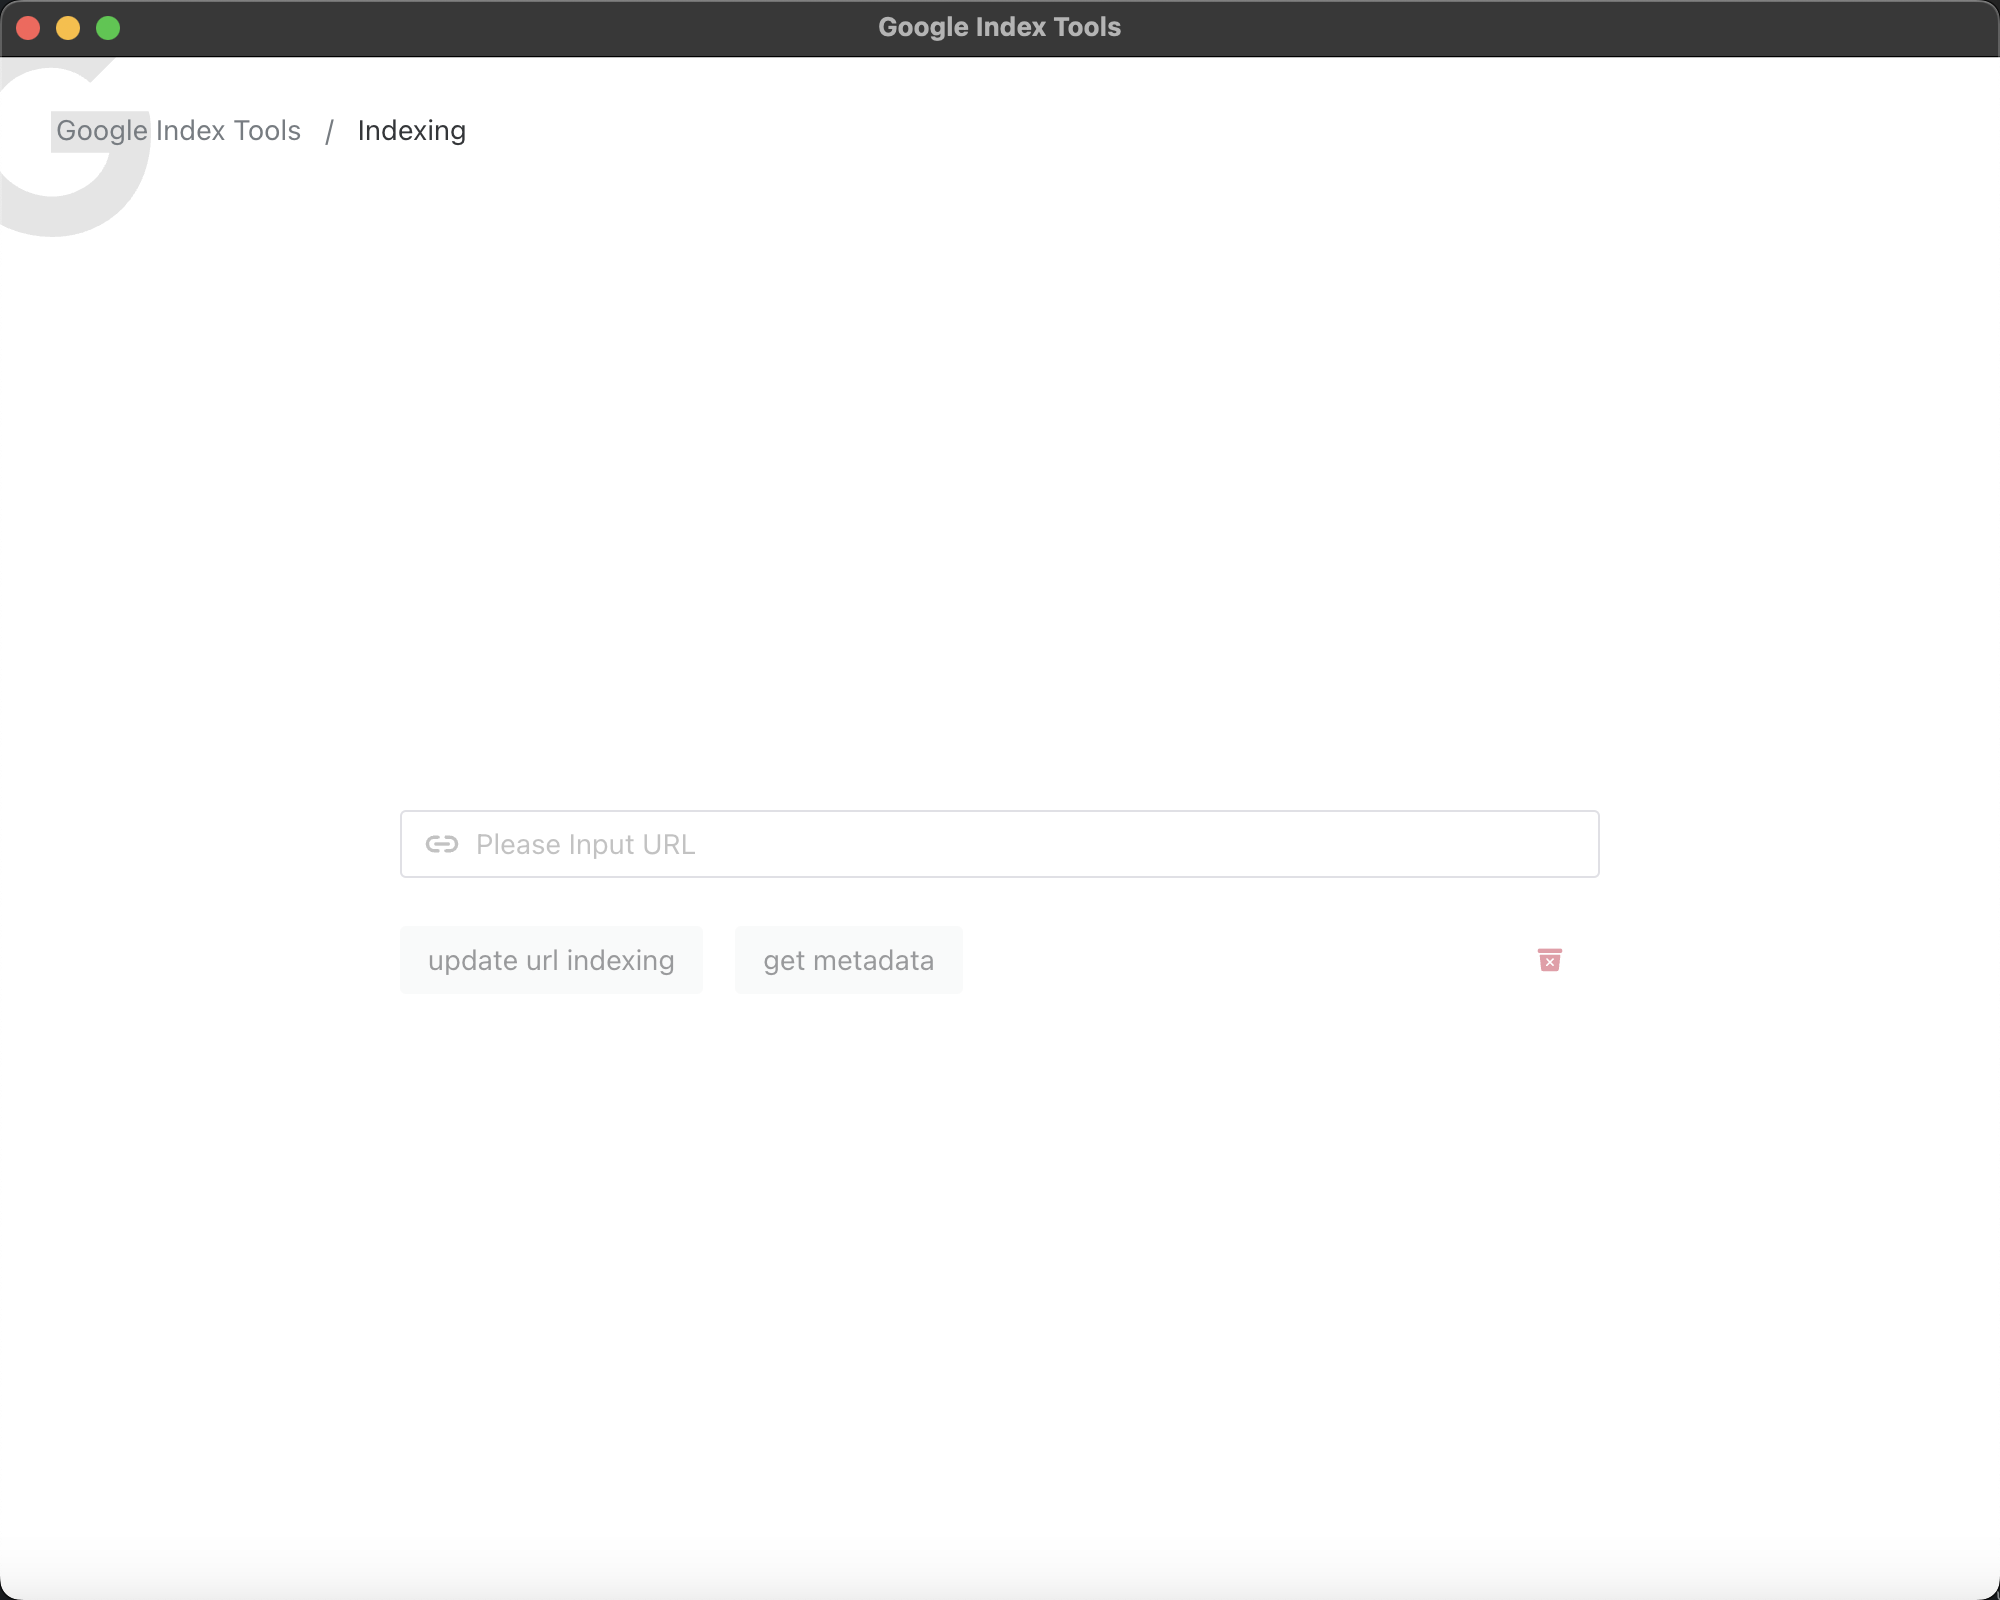 Google Index Tools
Google Index Tools / Indexing
Please Input URL
update url indexing
get metadata